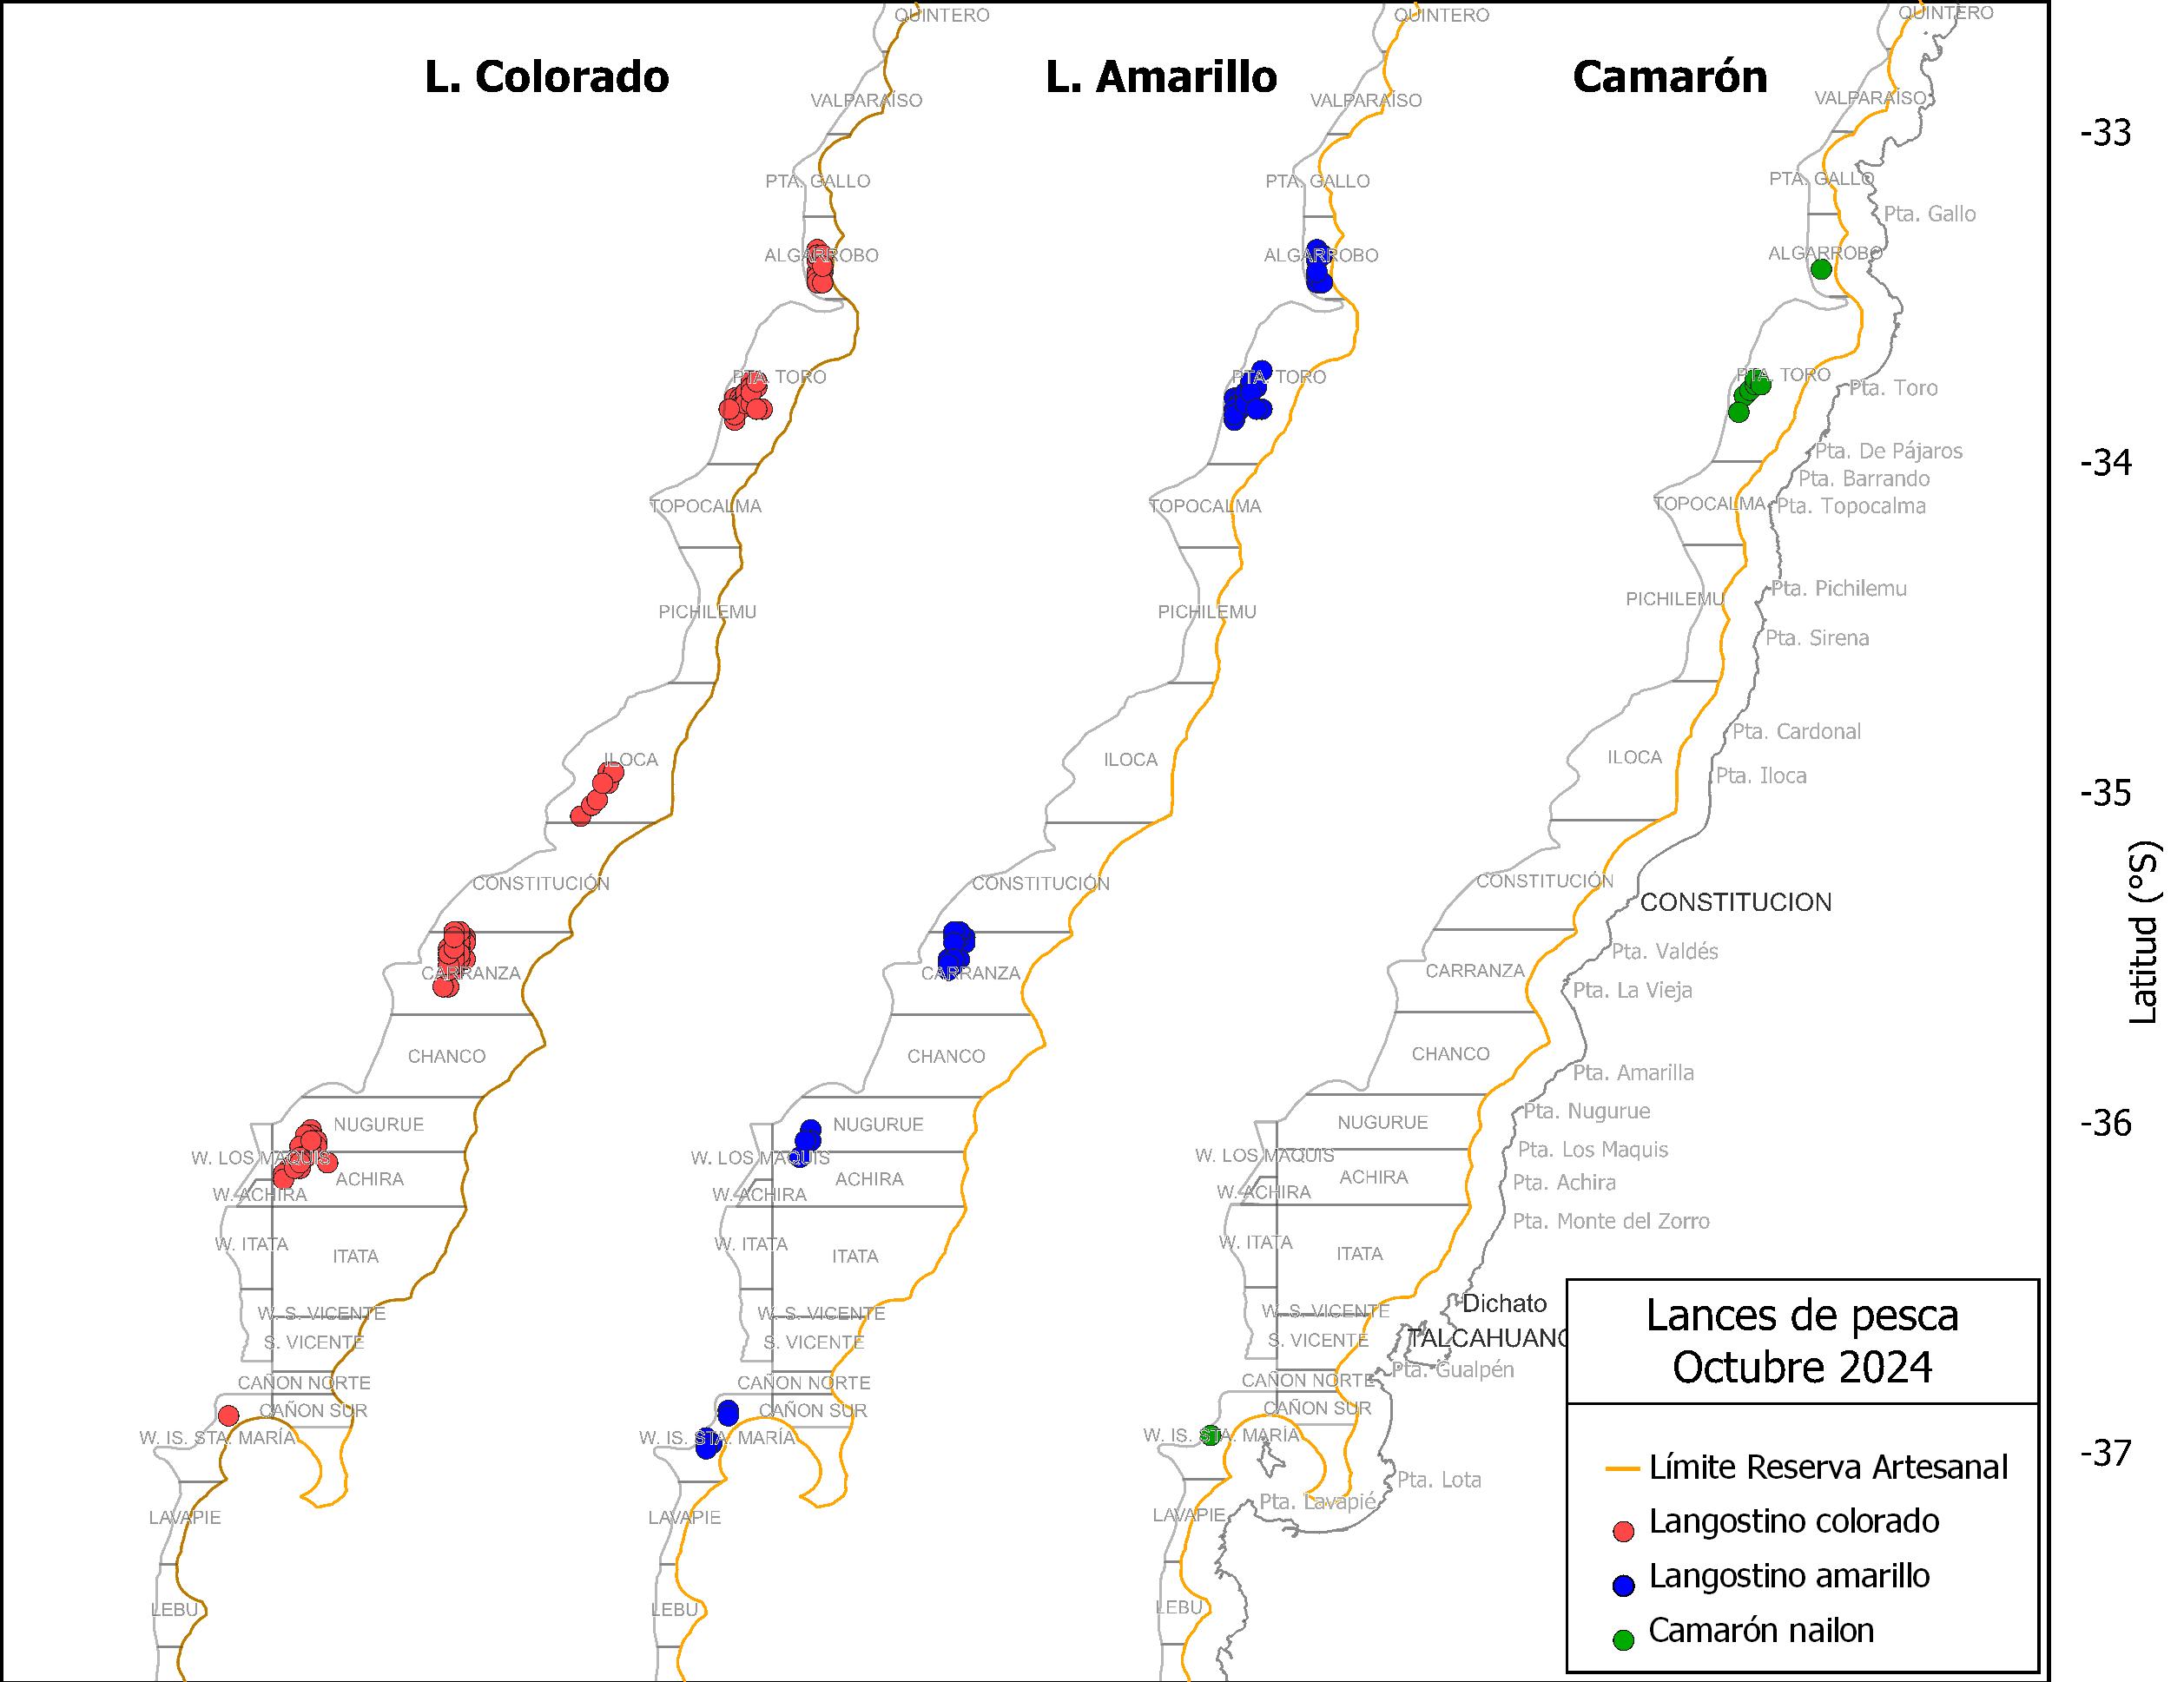 L. Colorado
L. Amarillo
Camarón
QUINTERO
VALPARAÍSO
PTA. GALLO
ALGARROBO
PTA. TORO
TOPOCALMA
PICHILEMU
ILOCA
CONSTITUCIÓN
CARRANZA
CHANCO
NUGURUE
W. LOS MAQUIS
ACHIRA
W. ACHIRA
W. ITATA
ITATA
W. S. VICENTE
S. VICENTE
CAÑON NORTE
CAÑON SUR
W. IS. STA. MARÍA
LAVAPIE
LEBU
QUINTERO
VALPARAÍSO
PTA. GALLO
ALGARROBO
PTA. TORO
TOPOCALMA
PICHILEMU
ILOCA
CONSTITUCIÓN
CARRANZA
CHANCO
NUGURUE
W. LOS MAQUIS
ACHIRA
W. ACHIRA
W. ITATA
ITATA
W. S. VICENTE
S. VICENTE
CAÑON NORTE
CAÑON SUR
W. IS. STA. MARÍA
LAVAPIE
LEBU
QUINTERO
VALPARAÍSO
PTA. GALLO
ALGARROBO
PTA. TORO
TOPOCALMA
PICHILEMU
ILOCA
CONSTITUCIÓN
CARRANZA
CHANCO
NUGURUE
W. LOS MAQUIS
ACHIRA
W. ACHIRA
W. ITATA
ITATA
W. S. VICENTE
S. VICENTE
CAÑON NORTE
CAÑON SUR
W. IS. STA. MARÍA
LAVAPIE
LEBU
Pta. Gallo
Pta. Toro
Pta. De Pájaros
Pta. Barrando
Pta. Topocalma
Pta. Pichilemu
Pta. Sirena
Pta. Cardonal
Pta. Iloca
CONSTITUCION
Pta. Valdés
Pta. La Vieja
Pta. Amarilla
Pta. Nugurue
Pta. Los Maquis
Pta. Achira
Pta. Monte del Zorro
Dichato
TALCAHUANO
Pta. Gualpén
Pta. Lota
Pta. Lavapié
-33
-34
-35
-36
-37
Latitud (°S)
Lances de pesca
Octubre 2024
Límite Reserva Artesanal
Langostino colorado
Langostino amarillo
Camarón nailon